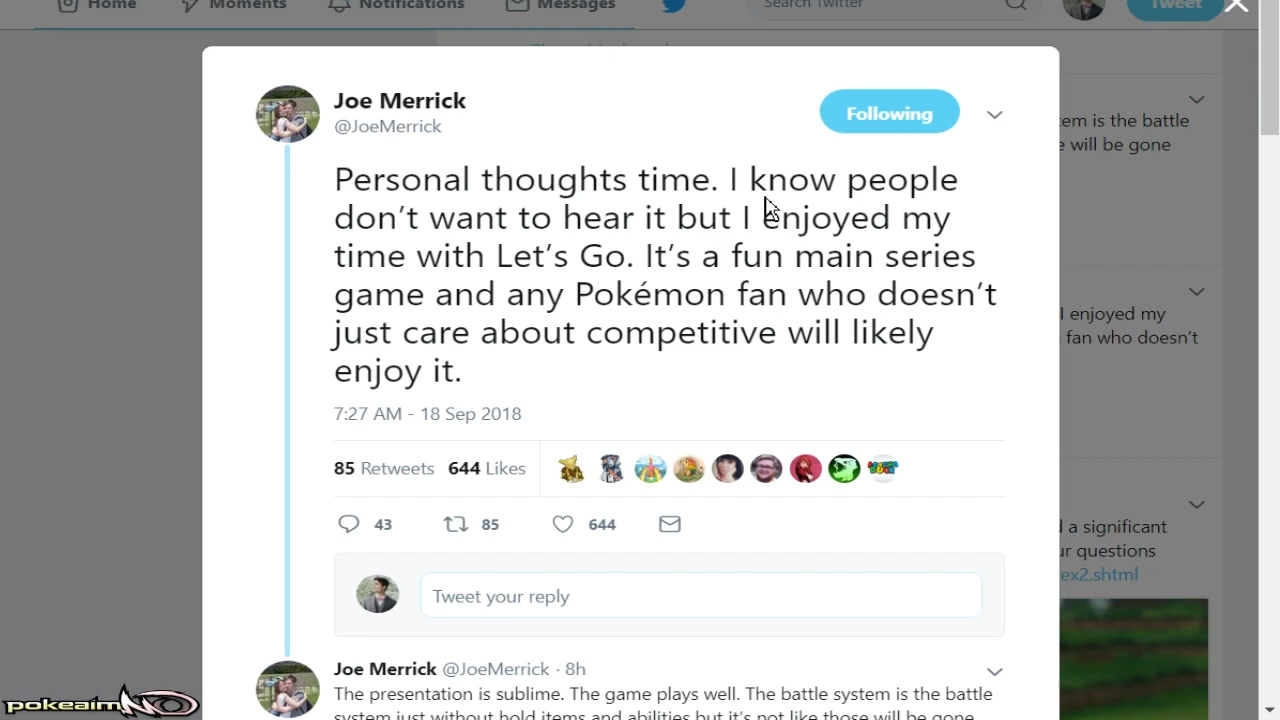 Home Moments Notifications Messages Search Twitter Tweet
Joe Merrick
@JoeMerrick
Following
Personal thoughts time. I know people
don’t want to hear it but I enjoyed my
time with Let’s Go. It’s a fun main series
game and any Pokémon fan who doesn’t
just care about competitive will likely
enjoy it.
7:27 AM - 18 Sep 2018
85 Retweets 644 Likes
43 85 644
Tweet your reply
Joe Merrick @JoeMerrick · 8h
The presentation is sublime. The game plays well. The battle system is the battle
system just without hold items and abilities but it's not like those will be gone
tem is the battle
e will be gone
I enjoyed my
fan who doesn’t
d a significant
ur questions
ex2.shtml
pokeaimMD